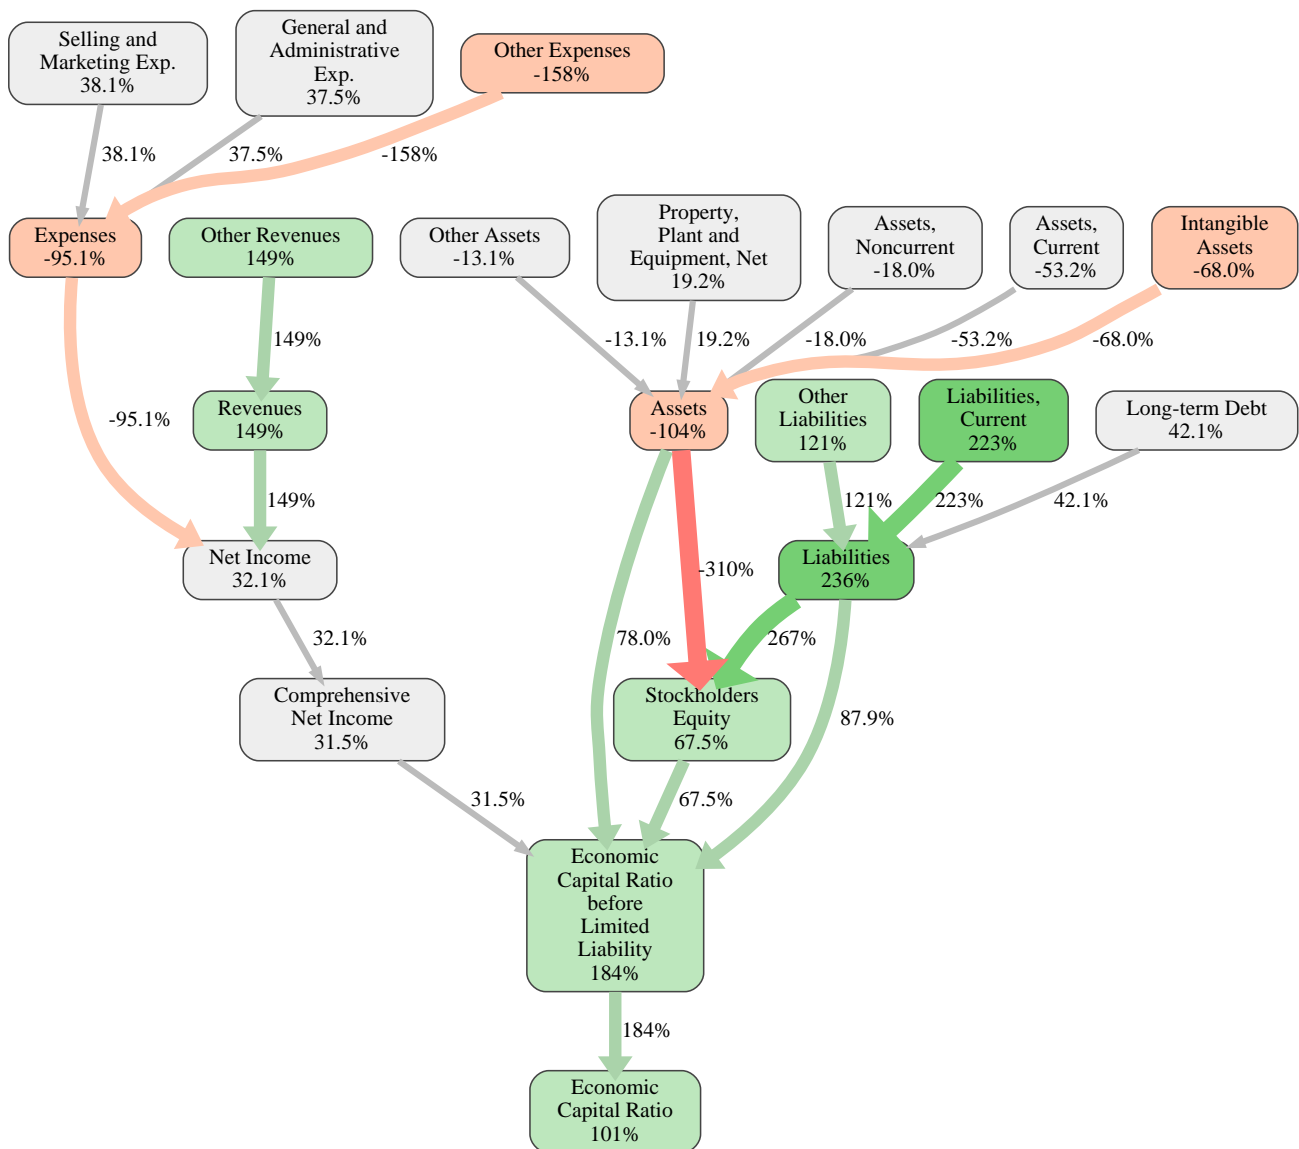 Selling and
Marketing Exp.
38.1%
General and
Administrative
Exp.
37.5%
Other Expenses
-158%
38.1%
37.5%
-158%
Expenses
-95.1%
Other Revenues
149%
Other Assets
-13.1%
Property,
Plant and
Equipment, Net
19.2%
Assets,
Noncurrent
-18.0%
Assets,
Current
-53.2%
Intangible
Assets
-68.0%
149%
-13.1%
19.2%
-18.0%
-53.2%
-68.0%
-95.1%
Revenues
149%
Assets
-104%
Other
Liabilities
121%
Liabilities,
Current
223%
Long-term Debt
42.1%
149%
121%
223%
42.1%
Net Income
32.1%
-310%
Liabilities
236%
32.1%
78.0%
267%
Comprehensive
Net Income
31.5%
Stockholders
Equity
67.5%
87.9%
31.5%
67.5%
Economic
Capital Ratio
before
Limited
Liability
184%
184%
Economic
Capital Ratio
101%